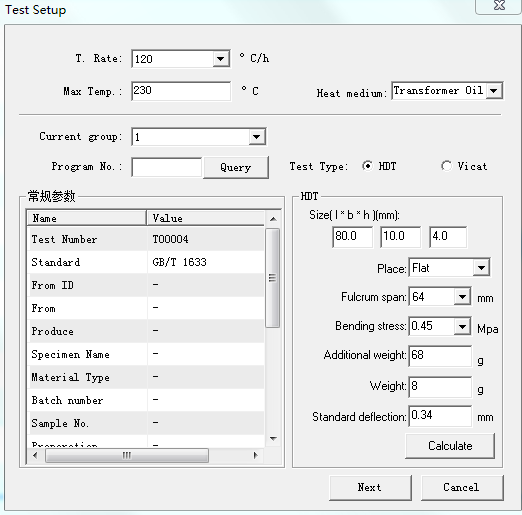 Test Setup
T. Rate: 120 ° C/h
Max Temp.: 230 ° C Heat medium: Transformer Oil
Current group: 1
Program No.: Query Test Type: HDT Vicat
常规参数
Name Value
Test Number T00004
Standard GB/T 1633
From ID -
From -
Produce -
Specimen Name -
Material Type -
Batch number -
Sample No. -
Preparation -
HDT
Size( l * b * h )(mm):
80.0 10.0 4.0
Place: Flat
Fulcrum span: 64 mm
Bending stress: 0.45 Mpa
Additional weight: 68 g
Weight: 8 g
Standard deflection: 0.34 mm
Calculate
Next Cancel